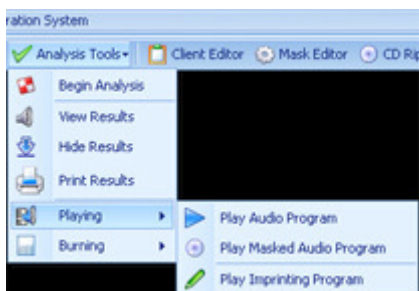 ration System
Analysis Tools Client Editor Mask Editor CD Rip
Begin Analysis
View Results
Hide Results
Print Results
Playing
Burning
Play Audio Program
Play Masked Audio Program
Play Imprinting Program